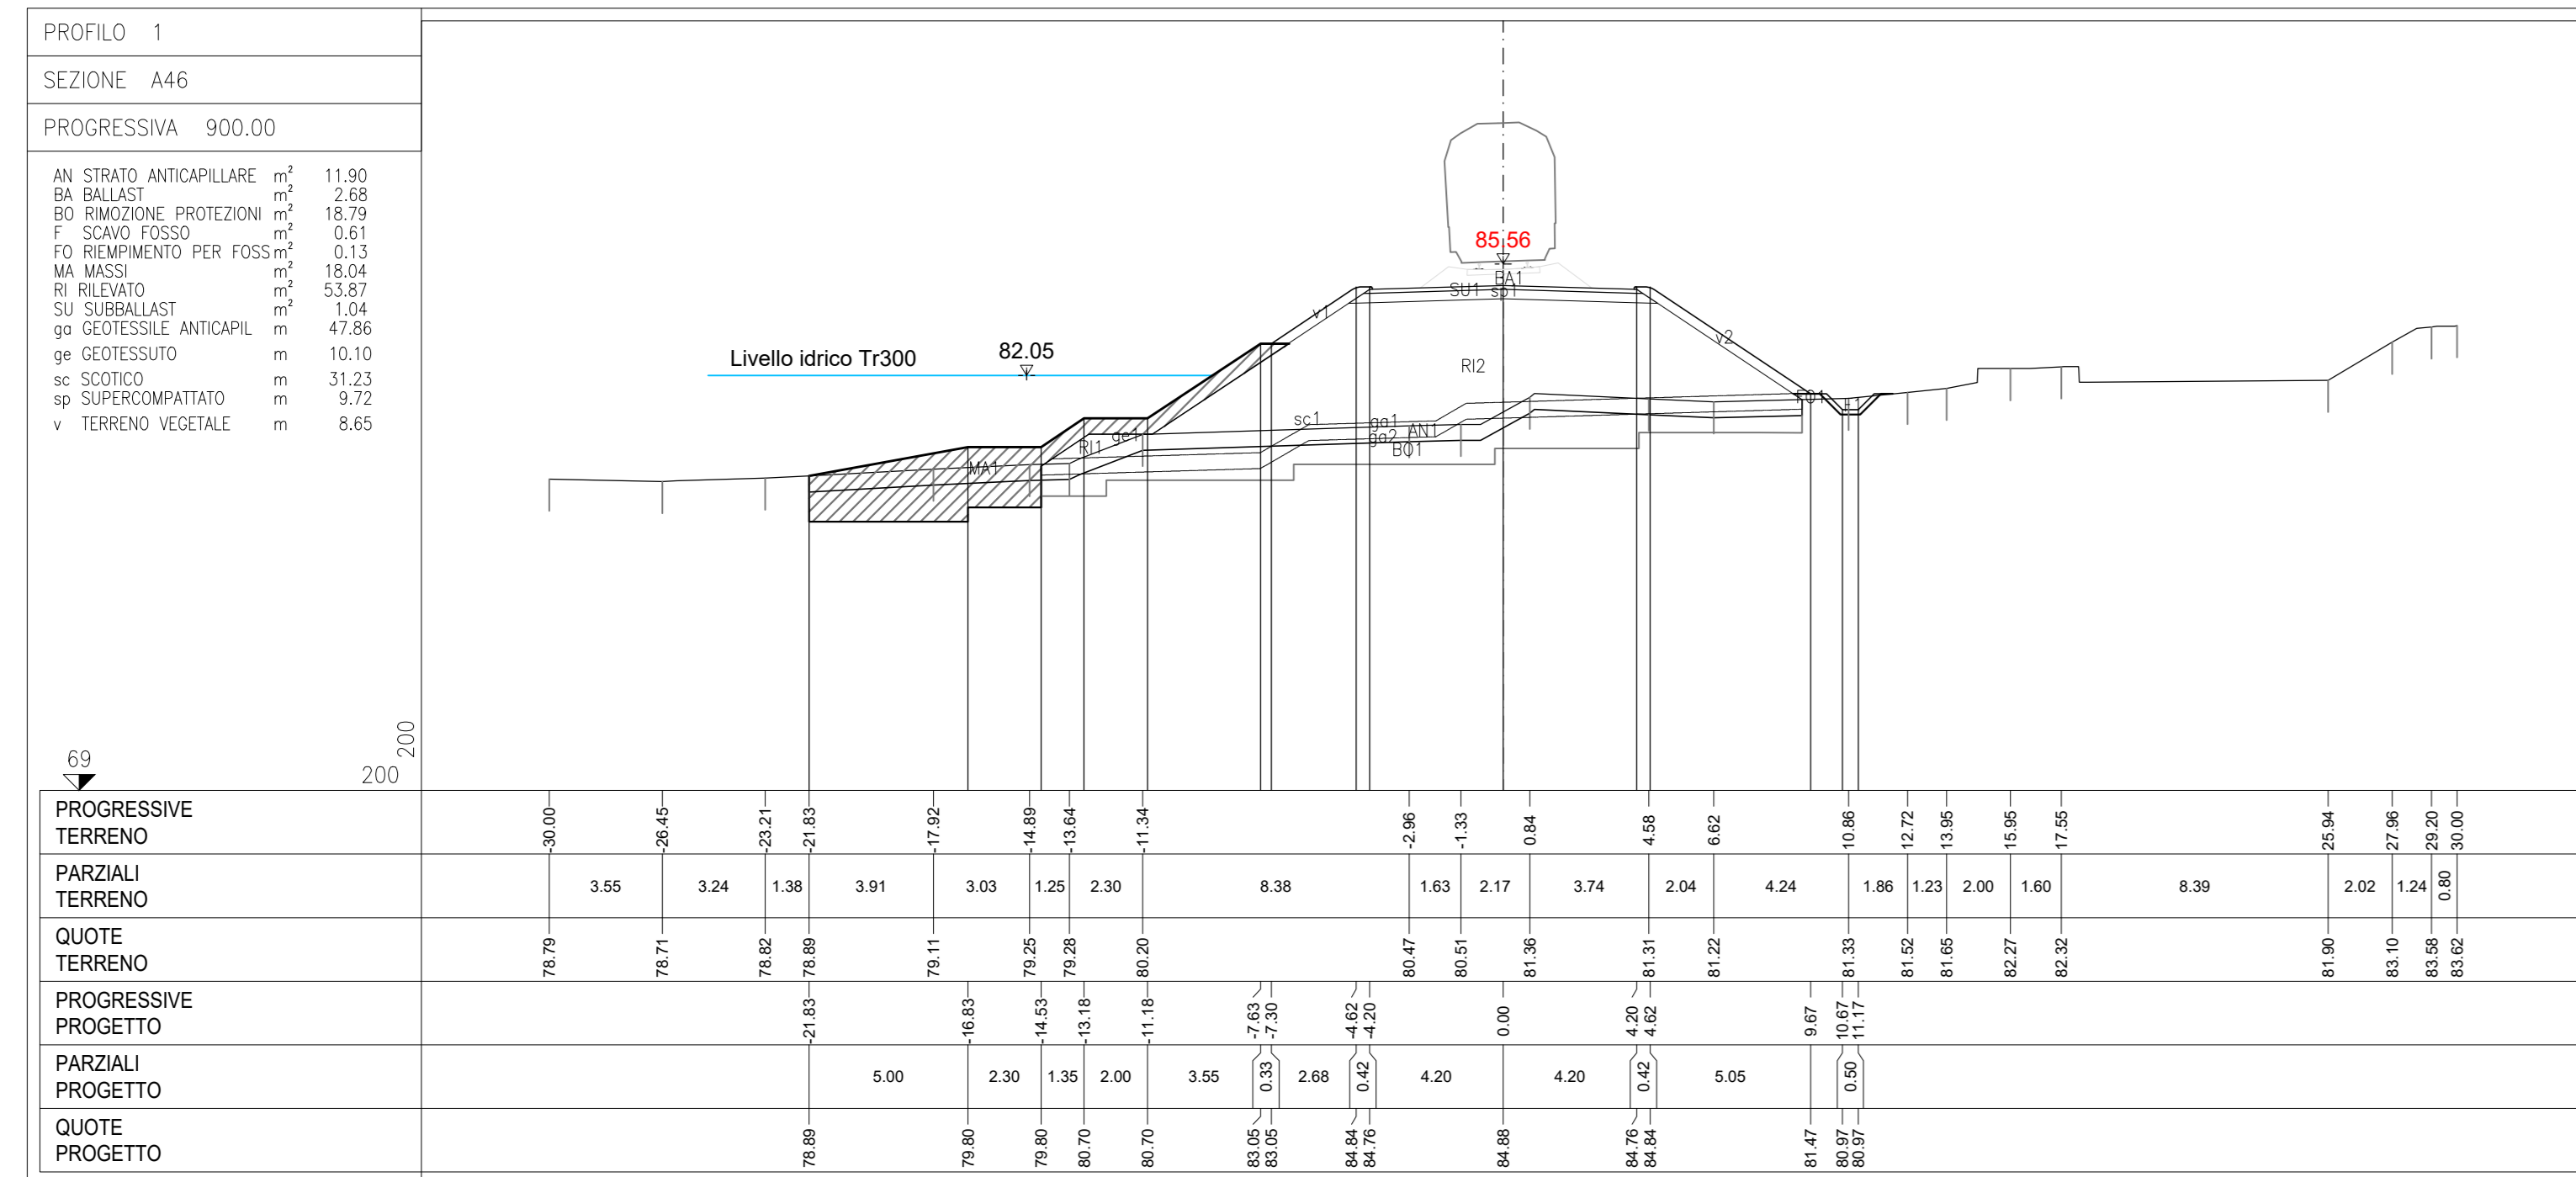 PROFILO 1
SEZIONE A46
PROGRESSIVA 900.00
AN STRATO ANTICAPILLARE m² 11.90
BA BALLAST m² 2.68
BO RIMOZIONE PROTEZIONI m² 18.79
F SCAVO FOSSO m² 0.61
FO RIEMPIMENTO PER FOSS m² 0.13
MA MASSI m² 18.04
RI RILEVATO m² 53.87
SU SUBBALLAST m² 1.04
ga GEOTESSILE ANTICAPIL m 47.86
ge GEOTESSUTO m 10.10
sc SCOTICO m 31.23
sp SUPERCOMPATTATO m 9.72
v TERRENO VEGETALE m 8.65
85.56
BA1
SU1 sp1
v1
v2
Livello idrico Tr300 82.05
RI2
FO1
F1
sc1
ga1
AN1
ga2
BO1
ge1
RI1
MA1
200
69
200
PROGRESSIVE TERRENO
-30.00 -26.45 -23.21 -21.83 -17.92 -14.89 -13.64 -11.34 -2.96 -1.33 0.84 4.58 6.62 10.86 12.72 13.95 15.95 17.55 25.94 27.96 29.20 30.00
PARZIALI TERRENO
3.55 3.24 1.38 3.91 3.03 1.25 2.30 8.38 1.63 2.17 3.74 2.04 4.24 1.86 1.23 2.00 1.60 8.39 2.02 1.24 0.80
QUOTE TERRENO
78.79 78.71 78.82 78.89 79.11 79.25 79.28 80.20 80.47 80.51 81.36 81.31 81.22 81.33 81.52 81.65 82.27 82.32 81.90 83.10 83.58 83.62
PROGRESSIVE PROGETTO
-21.83 -16.83 -14.53 -13.18 -11.18 -7.63 -7.30 -4.62 -4.20 0.00 4.20 4.62 9.67 10.67 11.17
PARZIALI PROGETTO
5.00 2.30 1.35 2.00 3.55 0.33 2.68 0.42 4.20 4.20 0.42 5.05 0.50
QUOTE PROGETTO
78.89 79.80 79.80 80.70 80.70 83.05 83.05 84.84 84.76 84.88 84.76 84.84 81.47 80.97 80.97